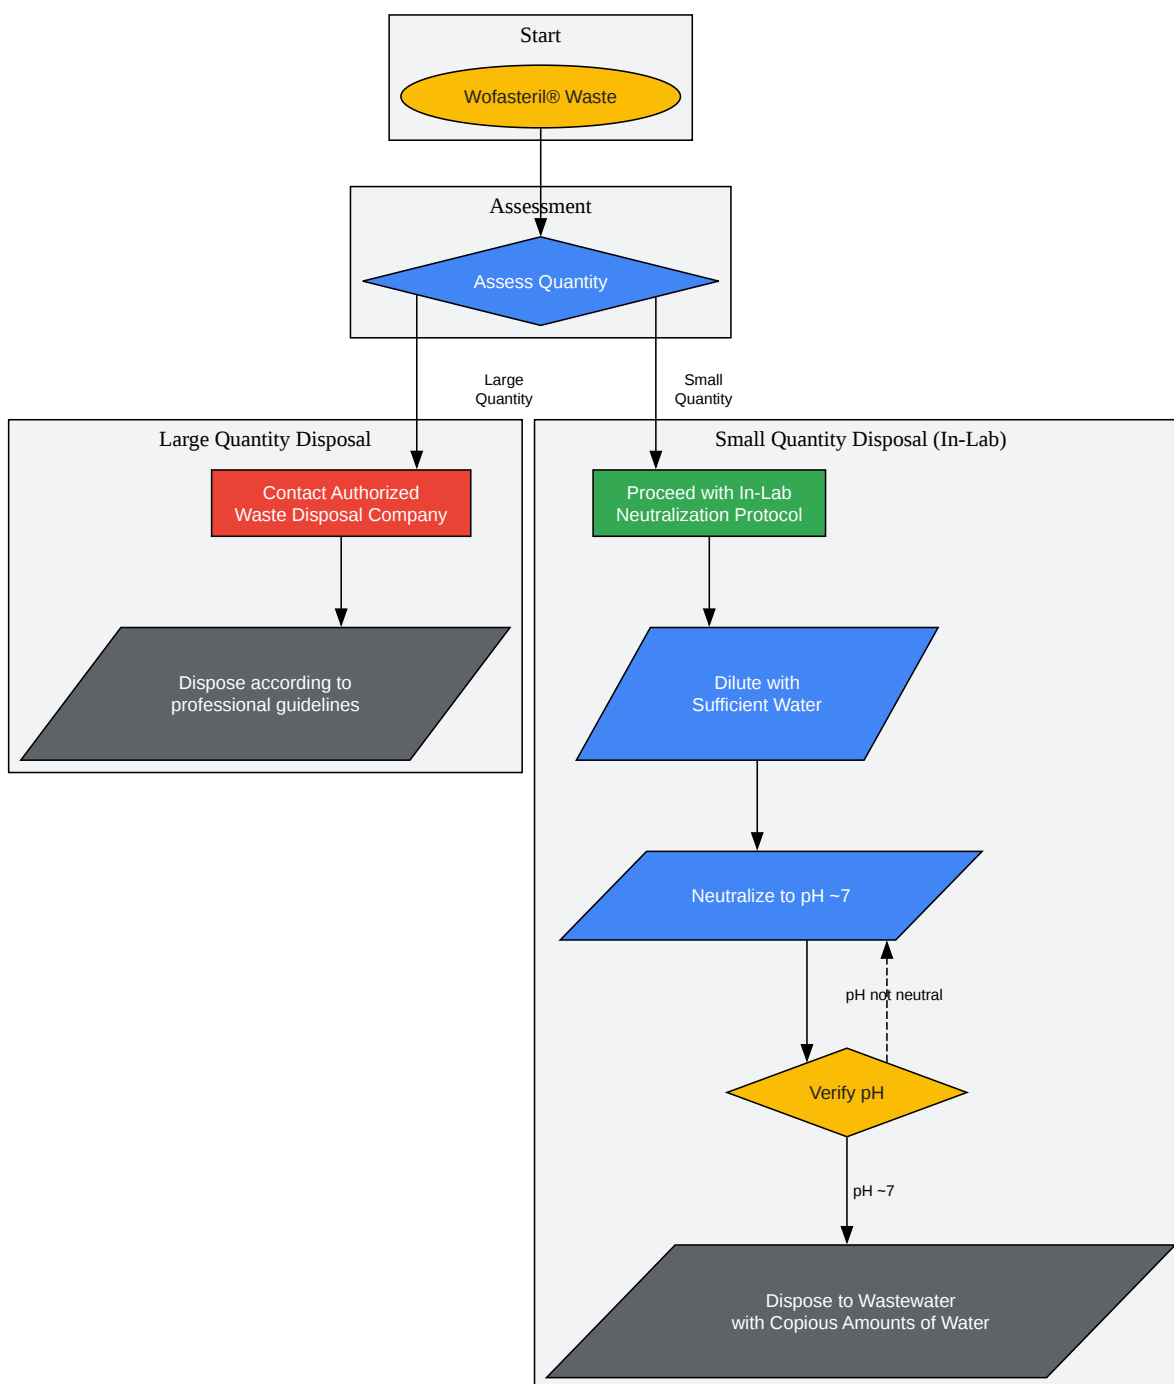 Start
Wofasteril® Waste
Assessment
Assess Quantity
Large
Quantity
Small
Quantity
Large Quantity Disposal
Contact Authorized
Waste Disposal Company
Dispose according to
professional guidelines
Small Quantity Disposal (In-Lab)
Proceed with In-Lab
Neutralization Protocol
Dilute with
Sufficient Water
Neutralize to pH ~7
pH not neutral
Verify pH
pH ~7
Dispose to Wastewater
with Copious Amounts of Water